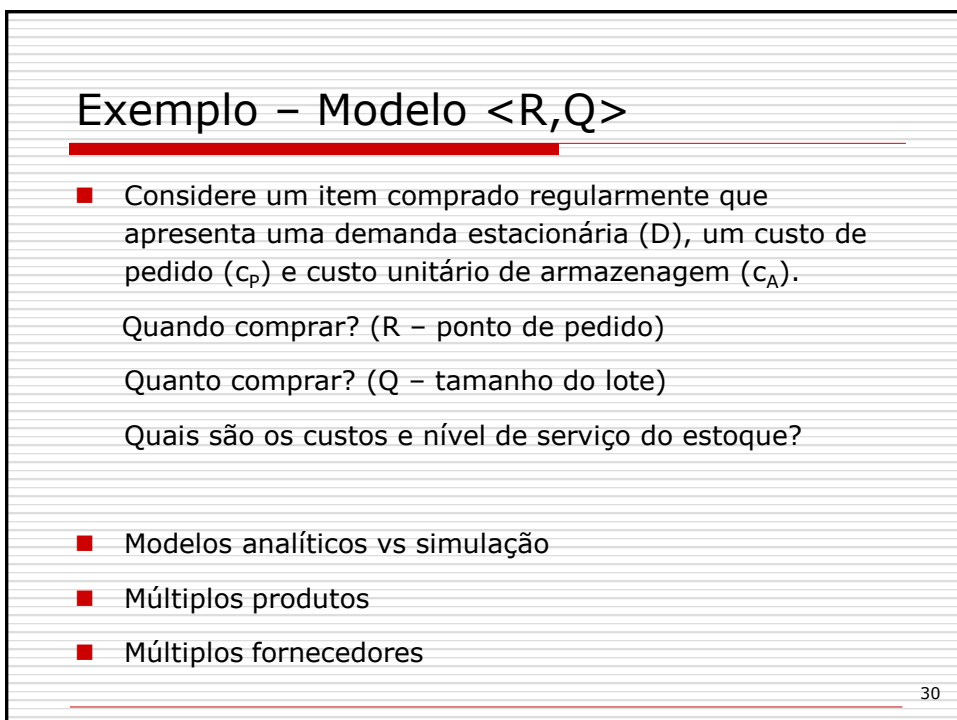 Exemplo – Modelo <R,Q>
Considere um item comprado regularmente que
apresenta uma demanda estacionária (D), um custo de
pedido (cP) e custo unitário de armazenagem (cA).
Quando comprar? (R – ponto de pedido)
Quanto comprar? (Q – tamanho do lote)
Quais são os custos e nível de serviço do estoque?
Modelos analíticos vs simulação
Múltiplos produtos
Múltiplos fornecedores
30